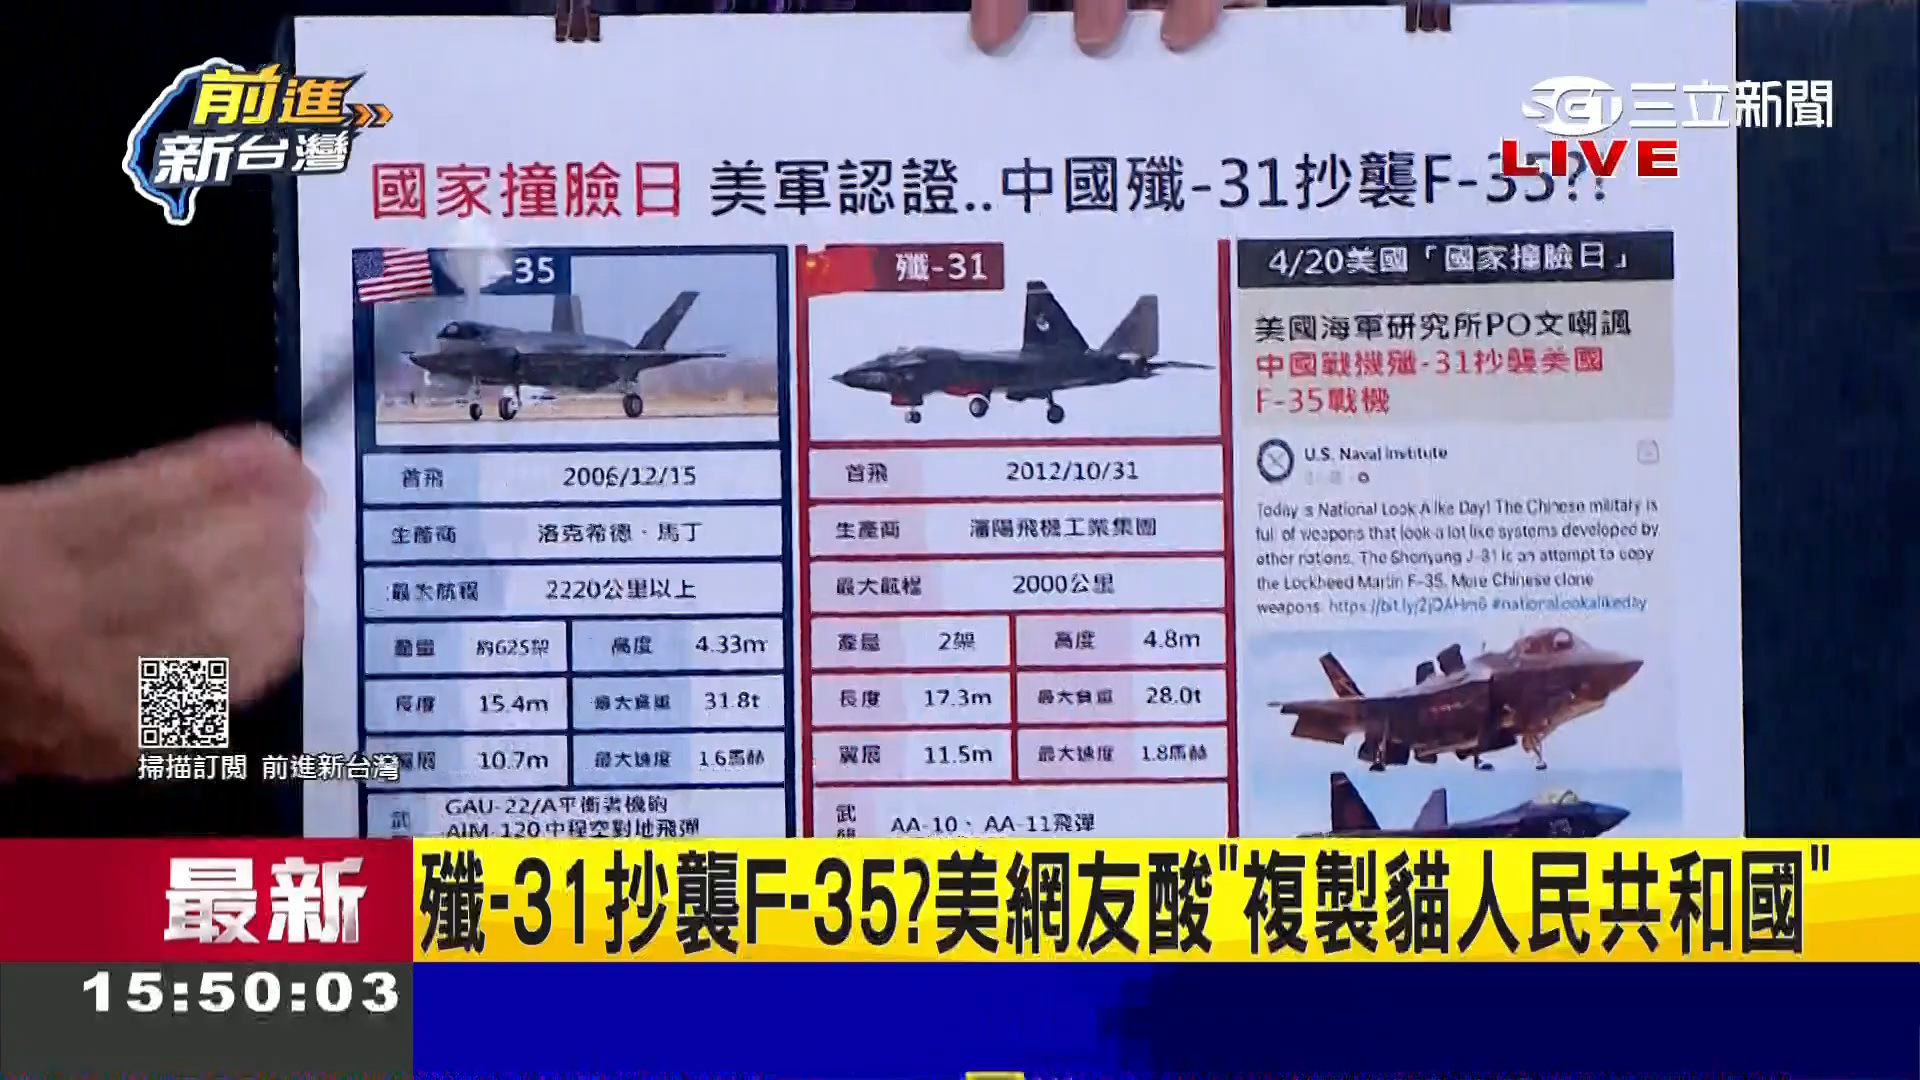 前進
新台灣
SET三立新聞
LIVE
國家撞臉日 美軍認證..中國殲-31抄襲F-35??
-35
首飛 2006/12/15
生產商 洛克希德·馬丁
最大航程 2220公里以上
產量 約625架 高度 4.33m
長度 15.4m 最大負重 31.8t
翼展 10.7m 最大速度 1.6馬赫
武 GAU-22/A平衡者機砲
AIM-120中程空對地飛彈
殲-31
首飛 2012/10/31
生產商 瀋陽飛機工業集團
最大航程 2000公里
產量 2架 高度 4.8m
長度 17.3m 最大負重 28.0t
翼展 11.5m 最大速度 1.8馬赫
武 AA-10、AA-11飛彈
4/20美國「國家撞臉日」
美國海軍研究所PO文嘲諷
中國戰機殲-31抄襲美國
F-35戰機
U.S. Naval Institute
Today is National Look A like Day! The Chinese military is
full of weapons that look a lot like systems developed by
other nations. The Shenyang J-31 is an attempt to copy
the Lockheed Martin F-35. More Chinese clone
weapons: #nationallookalikeday
掃描訂閱 前進新台灣
最新
殲-31抄襲F-35?美網友酸"複製貓人民共和國"
15:50:03